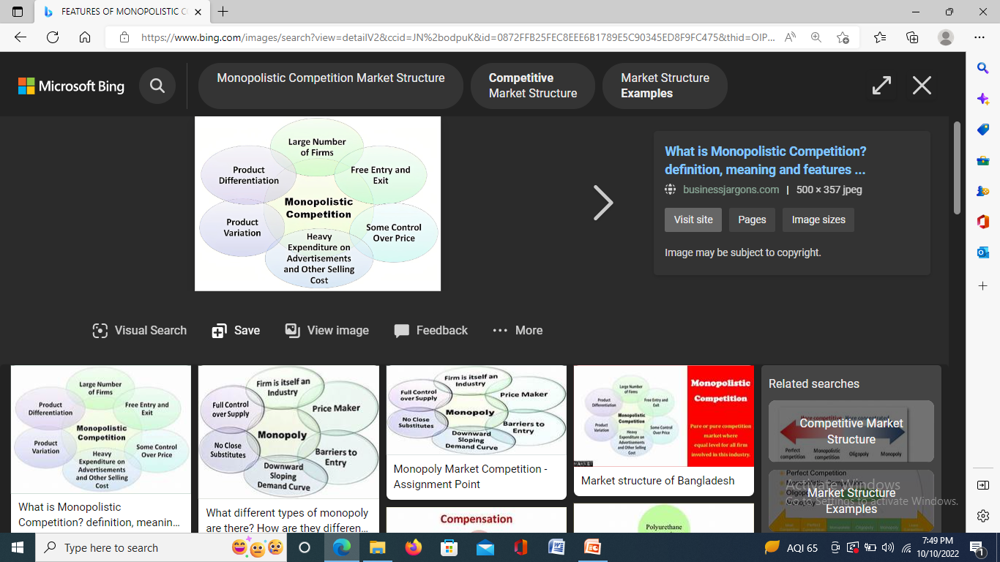 FEATURES OF MONOPOLISTIC C
https://www.bing.com/images/search?view=detailV2&ccid=JN%2bodpuK&id=0872FFB25FEC8EEE6B1789E5C90345ED8F9FC475&thid=OIP...
Microsoft Bing
Monopolistic Competition Market Structure
Competitive
Market Structure
Market Structure
Examples
Large Number
of Firms
Product
Differentiation
Free Entry and
Exit
Monopolistic
Competition
Product
Variation
Some Control
Over Price
Heavy
Expenditure on
Advertisements
and Other Selling
Cost
What is Monopolistic Competition?
definition, meaning and features ...
businessjargons.com | 500 × 357 jpeg
Visit site
Pages
Image sizes
Image may be subject to copyright.
Visual Search
Save
View image
Feedback
More
Large Number
of Firms
Product
Differentiation
Free Entry and
Exit
Monopolistic
Competition
Product
Variation
Some Control
Over Price
Heavy
Expenditure on
Advertisements
and Other Selling
Cost
What is Monopolistic
Competition? definition, meanin...
Firm is itself an
Industry
Full Control
over Supply
Price Maker
Monopoly
No Close
Substitutes
Barriers to
Entry
Downward
Sloping
Demand Curve
What different types of monopoly
are there? How are they differen...
Firm is itself an
Industry
Full Control
over Supply
Price Maker
Monopoly
No Close
Substitutes
Barriers to
Entry
Downward
Sloping
Demand Curve
Monopoly Market Competition -
Assignment Point
Compensation
Large Number
of Firms
Product
Differentiation
Free Entry and
Exit
Monopolistic
Competition
Product
Variation
Some Control
Over Price
Heavy
Expenditure on
Advertisements
and Other Selling
Cost
MARKET
Monopolistic
Competition
Pure or pure competition
market where
equal level for all firm
involved in this industry.
Market structure of Bangladesh
Polyurethane
Related searches
More competitive
More concentrated
Competitive Market
Structure
Perfect
competition
Monopolistic
competition
Oligopoly
Monopoly
Perfect Competition
Market Structure
Examples
Activate Windows
Go to Settings to activate Windows.
Type here to search
AQI 65
7:49 PM
10/10/2022
1